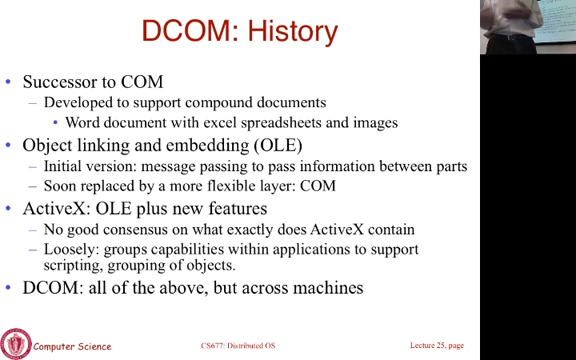 DCOM: History
• Successor to COM
– Developed to support compound documents
• Word document with excel spreadsheets and images
• Object linking and embedding (OLE)
– Initial version: message passing to pass information between parts
– Soon replaced by a more flexible layer: COM
• ActiveX: OLE plus new features
– No good consensus on what exactly does ActiveX contain
– Loosely: groups capabilities within applications to support
scripting, grouping of objects.
• DCOM: all of the above, but across machines
Computer Science
CS677: Distributed OS
Lecture 25, page